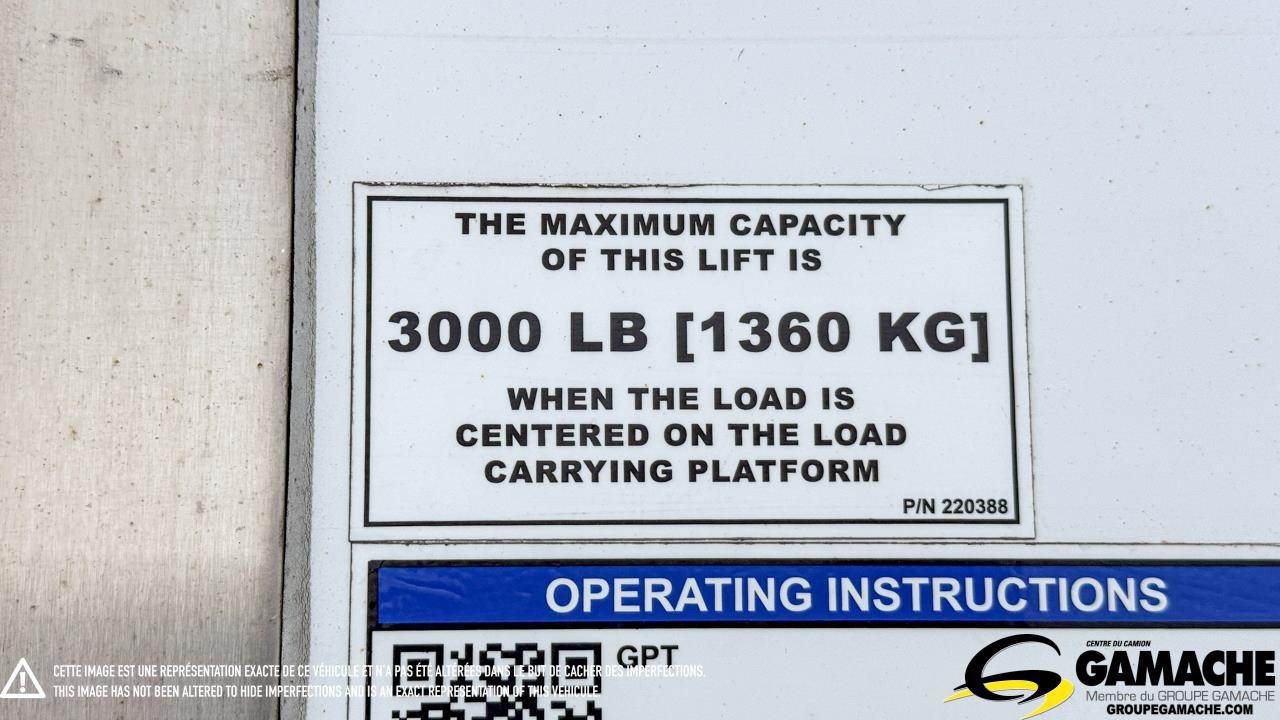 THE MAXIMUM CAPACITY
OF THIS LIFT IS
3000 LB [1360 KG]
WHEN THE LOAD IS
CENTERED ON THE LOAD
CARRYING PLATFORM
P/N 220388
OPERATING INSTRUCTIONS
GPT
CETTE IMAGE EST UNE REPRÉSENTATION EXACTE DE CE VÉHICULE ET N'A PAS ÉTÉ ALTÉRÉES DANS LE BUT DE CACHER DES IMPERFECTIONS.
THIS IMAGE HAS NOT BEEN ALTERED TO HIDE IMPERFECTIONS AND IS AN EXACT REPRESENTATION OF THIS VEHICULE.
CENTRE DU CAMION
GAMACHE
Membre du GROUPE GAMACHE
GROUPEGAMACHE.COM